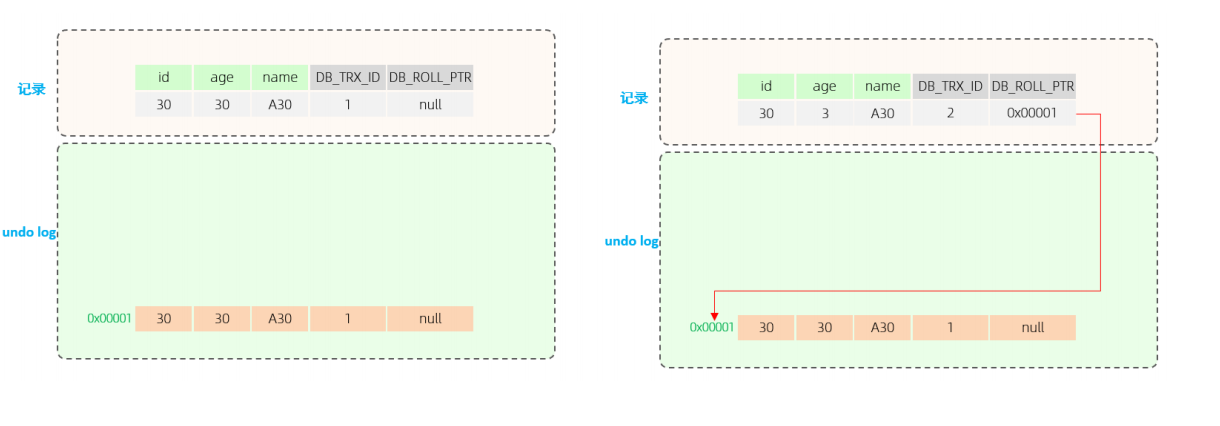 id age name DB_TRX_ID DB_ROLL_PTR
记录
30 30 A30 1 null
undo log
0x00001 30 30 A30 1 null
id age name DB_TRX_ID DB_ROLL_PTR
记录
30 3 A30 2 0x00001
undo log
0x00001 30 30 A30 1 null